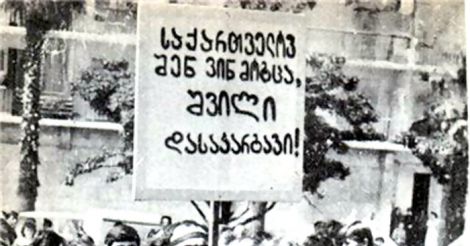 საქართველოვ
შენ ვინ მოგცა,
შვილი
დასაკარგავი!